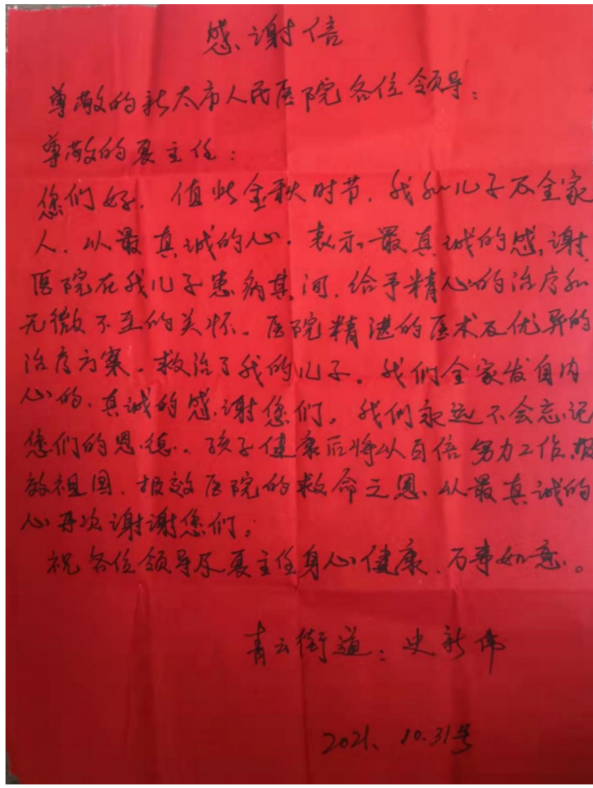 感谢信
尊敬的新太市人民医院各位领导：
尊敬的夏主任：
您们好．值此金秋时节．我和儿子及全家
人．以最真诚的心．表示最真诚的感谢
医院在我儿子患病其河．给予精心的治疗和
无微不至的关怀．医院精湛的医术及优异的
治疗方案．救治了我的儿子．我们全家发自内
心的．真诚的感谢您们．我们永远不会忘记
您们的恩德．孩子健康后将以百倍努力工作．报
效祖国．报效医院的救命之恩．以最真诚的
心再次谢谢您们．
祝各位领导及夏主任身心健康．万事如意。
青云街道：史新伟
2021、10.31号